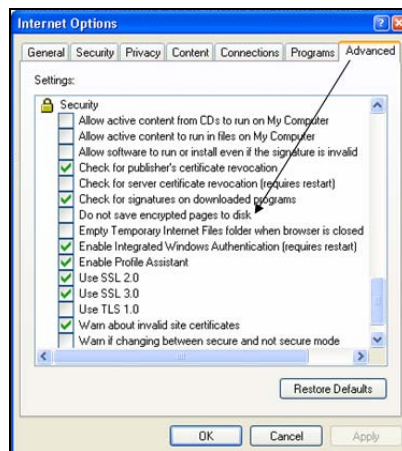 Internet Options
General Security Privacy Content Connections Programs Advanced
Settings:
Security
Allow active content from CDs to run on My Computer
Allow active content to run in files on My Computer
Allow software to run or install even if the signature is invalid
Check for publisher's certificate revocation
Check for server certificate revocation (requires restart)
Check for signatures on downloaded programs
Do not save encrypted pages to disk
Empty Temporary Internet Files folder when browser is closed
Enable Integrated Windows Authentication (requires restart)
Enable Profile Assistant
Use SSL 2.0
Use SSL 3.0
Use TLS 1.0
Warn about invalid site certificates
Warn if changing between secure and not secure mode
Restore Defaults
OK Cancel Apply